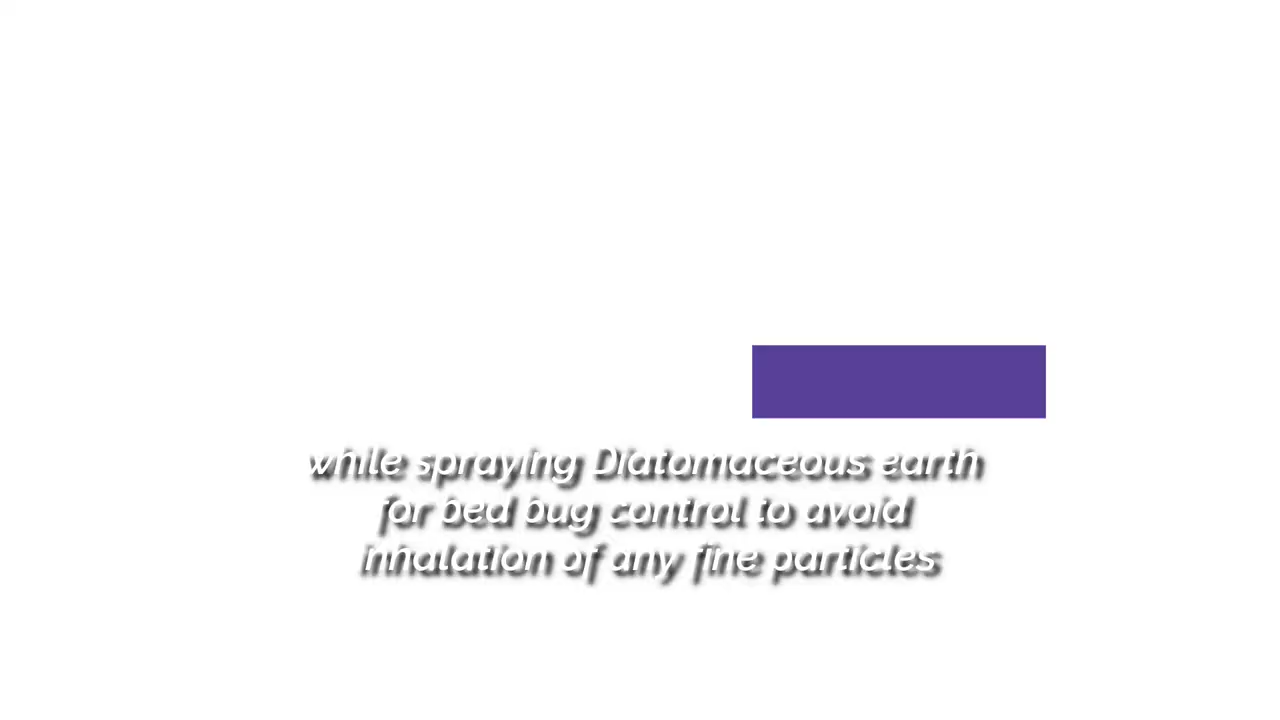 while spraying Diatomaceous earth
for bed bug control to avoid
inhalation of any fine particles